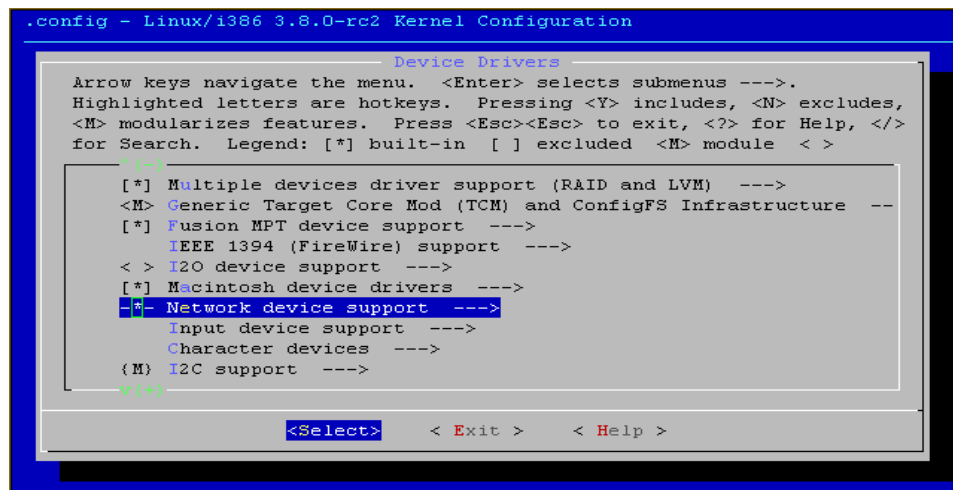 .config - Linux/i386 3.8.0-rc2 Kernel Configuration
Device Drivers
Arrow keys navigate the menu.  <Enter> selects submenus --->.
Highlighted letters are hotkeys.  Pressing <Y> includes, <N> excludes,
<M> modularizes features.  Press <Esc><Esc> to exit, <?> for Help, </>
for Search.  Legend: [*] built-in  [ ] excluded  <M> module  < >
^(-)
[*] Multiple devices driver support (RAID and LVM)  --->
<M> Generic Target Core Mod (TCM) and ConfigFS Infrastructure  --
[*] Fusion MPT device support  --->
IEEE 1394 (FireWire) support  --->
< > I2O device support  --->
[*] Macintosh device drivers  --->
-*- Network device support  --->
Input device support  --->
Character devices  --->
{M} I2C support  --->
v(+)
<Select>    < Exit >    < Help >